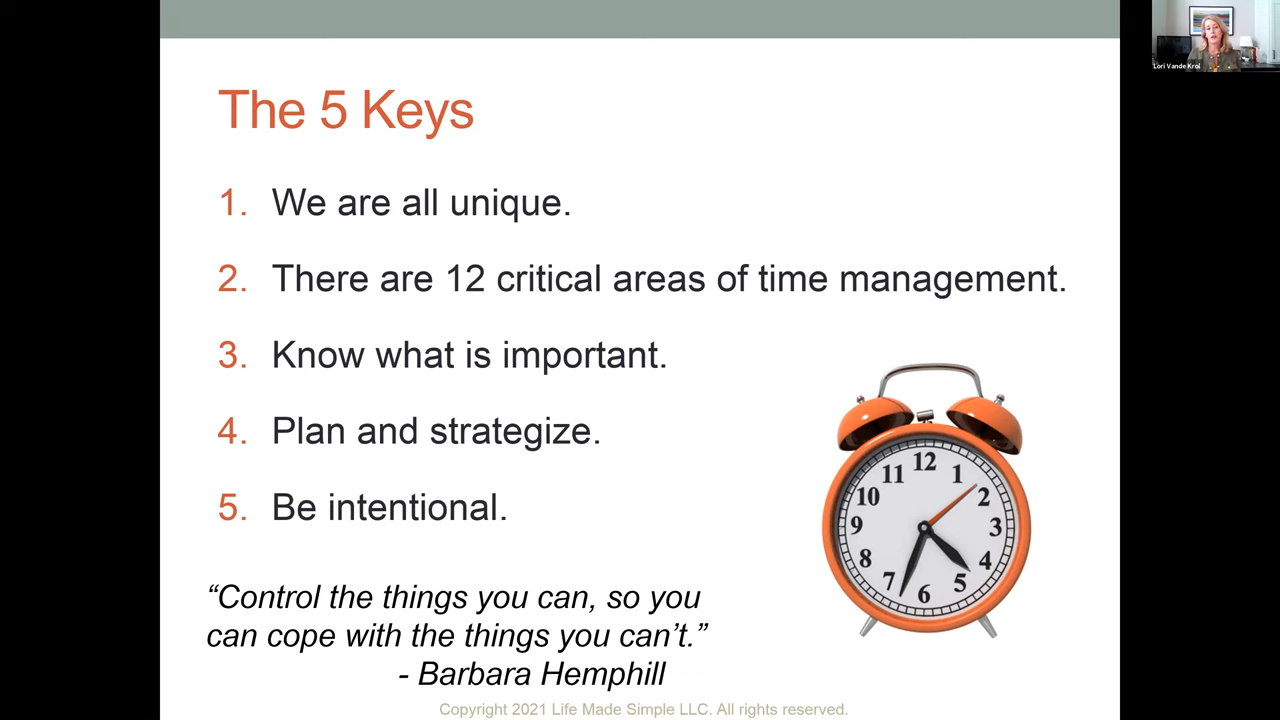 The 5 Keys
1. We are all unique.
2. There are 12 critical areas of time management.
3. Know what is important.
4. Plan and strategize.
5. Be intentional.
“Control the things you can, so you
can cope with the things you can’t.”
- Barbara Hemphill
Copyright 2021 Life Made Simple LLC. All rights reserved.
12
11
1
10
2
9
3
8
4
7
5
6
Lori Vande Krol